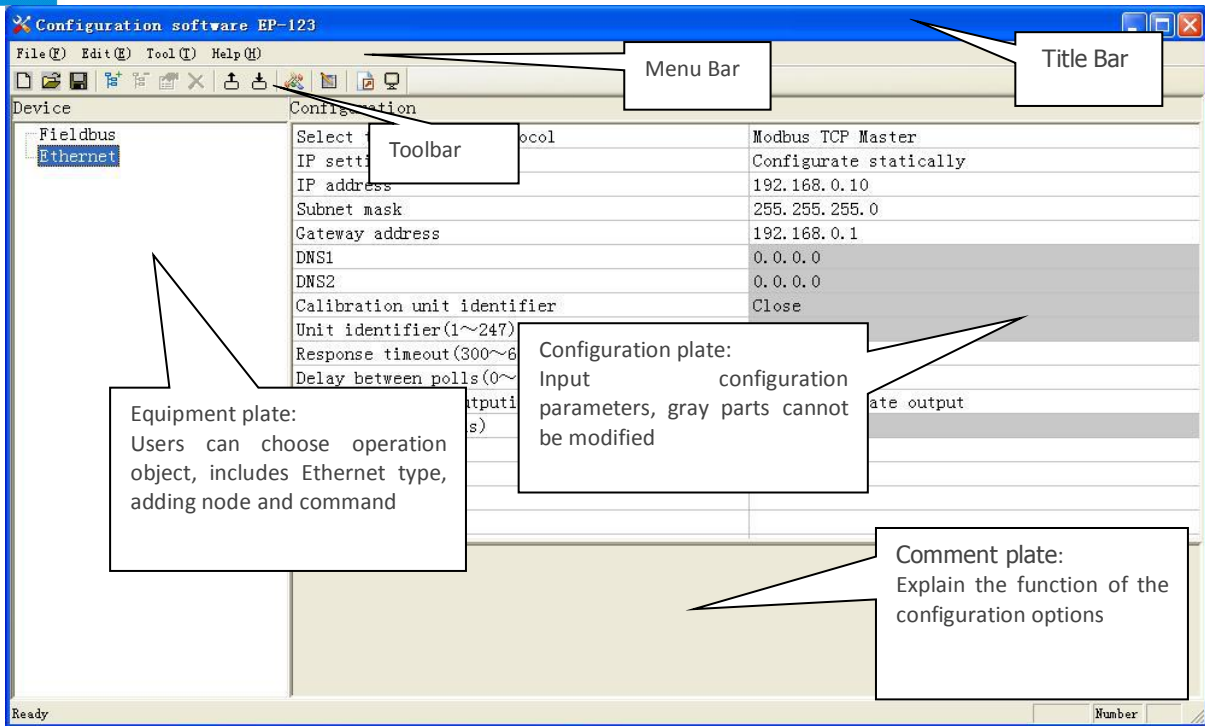 Configuration software EP-123
File(F) Edit(E) Tool(T) Help(H)
Menu Bar
Title Bar
Device
Configuration
Toolbar
Fieldbus
Ethernet
Select ocol Modbus TCP Master
IP setti Configurate statically
IP address 192.168.0.10
Subnet mask 255.255.255.0
Gateway address 192.168.0.1
DNS1 0.0.0.0
DNS2 0.0.0.0
Calibration unit identifier Close
Unit identifier(1~247)
Response timeout(300~6
Delay between polls(0~
tputi ate output
s)
Equipment plate:
Users can choose operation
object, includes Ethernet type,
adding node and command
Configuration plate:
Input configuration
parameters, gray parts cannot
be modified
Comment plate:
Explain the function of the
configuration options
Ready
Number